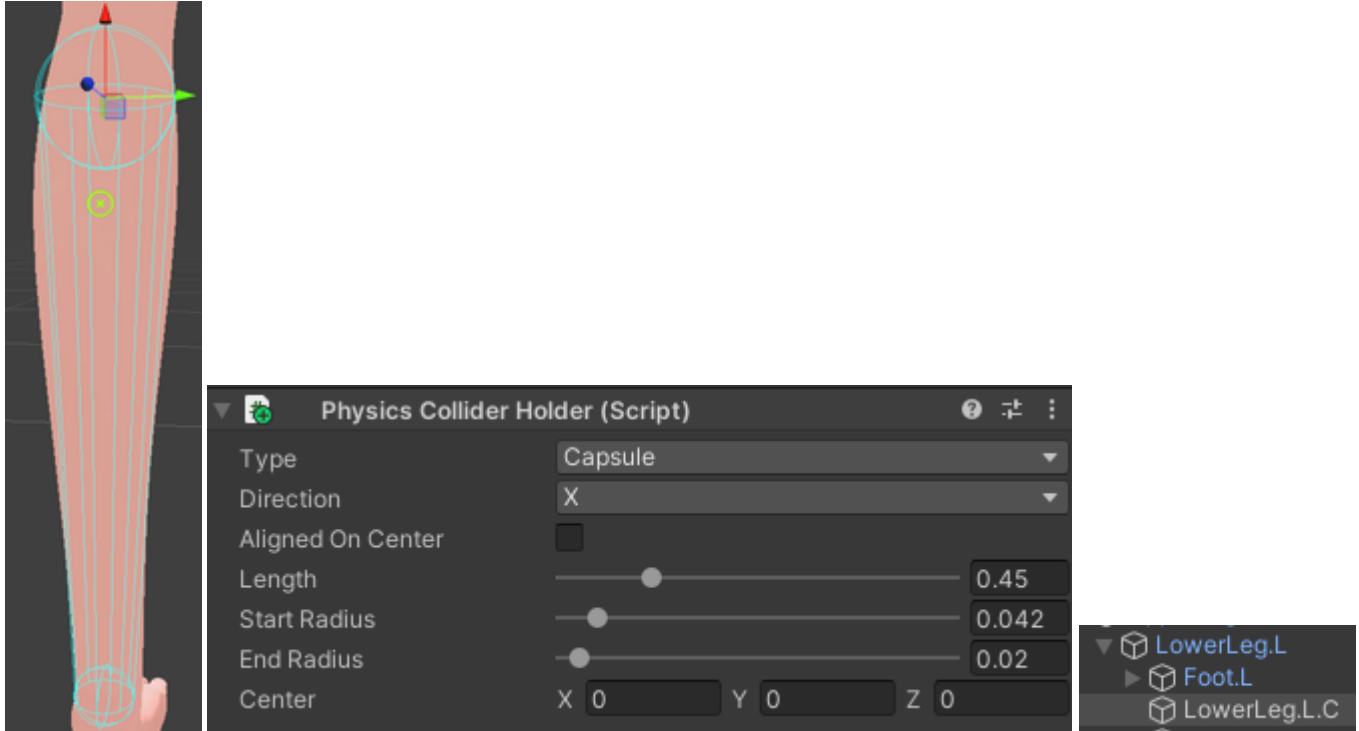 Physics Collider Holder (Script)
Type Capsule
Direction X
Aligned On Center
Length 0.45
Start Radius 0.042
End Radius 0.02
Center X 0 Y 0 Z 0
LowerLeg.L
Foot.L
LowerLeg.L.C